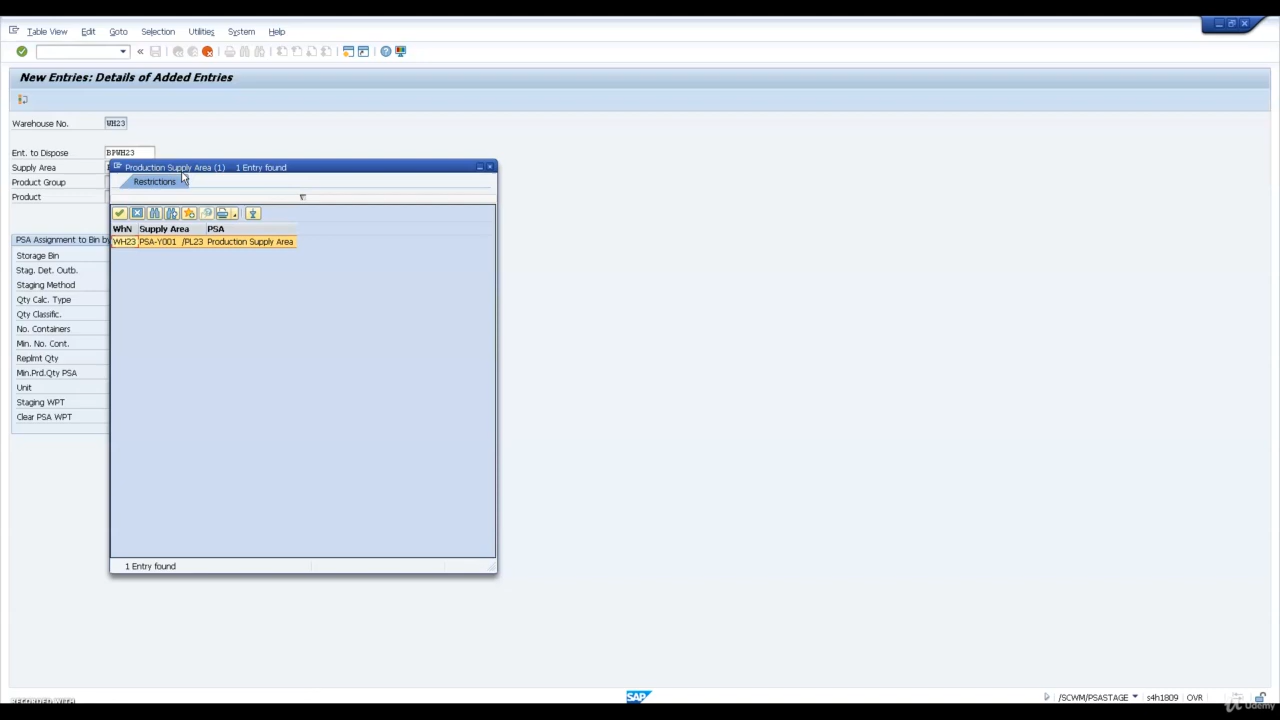 Table View Edit Goto Selection Utilities System Help
New Entries: Details of Added Entries
Warehouse No. WH23
Ent. to Dispose BPWH23
Supply Area
Product Group
Product
Production Supply Area (1) 1 Entry found
Restrictions
WhN Supply Area PSA
WH23 PSA-Y001 /PL23 Production Supply Area
PSA Assignment to Bin by
Storage Bin
Stag. Det. Outb.
Staging Method
Qty Calc. Type
Qty Classific.
No. Containers
Min. No. Cont.
Replmt Qty
Min.Prd.Qty PSA
Unit
Staging WPT
Clear PSA WPT
1 Entry found
RECORDED WITH
SAP
/SCWM/PSASTAGE s4h1809 OVR
Udemy